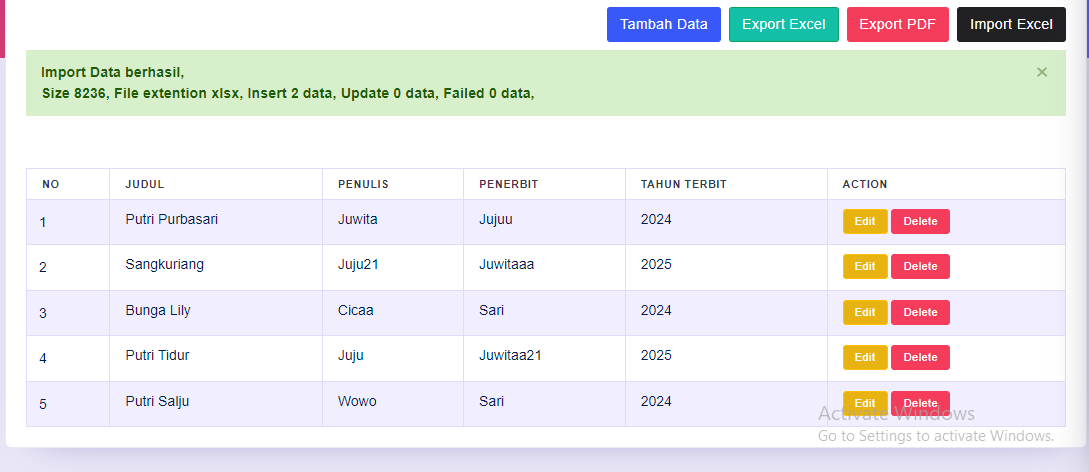 Tambah Data Export Excel Export PDF Import Excel
Import Data berhasil, ×
Size 8236, File extention xlsx, Insert 2 data, Update 0 data, Failed 0 data,
NO JUDUL PENULIS PENERBIT TAHUN TERBIT ACTION
1 Putri Purbasari Juwita Jujuu 2024 Edit Delete
2 Sangkuriang Juju21 Juwitaaa 2025 Edit Delete
3 Bunga Lily Cicaa Sari 2024 Edit Delete
4 Putri Tidur Juju Juwitaa21 2025 Edit Delete
5 Putri Salju Wowo Sari 2024 Edit Delete
Activate Windows
Go to Settings to activate Windows.